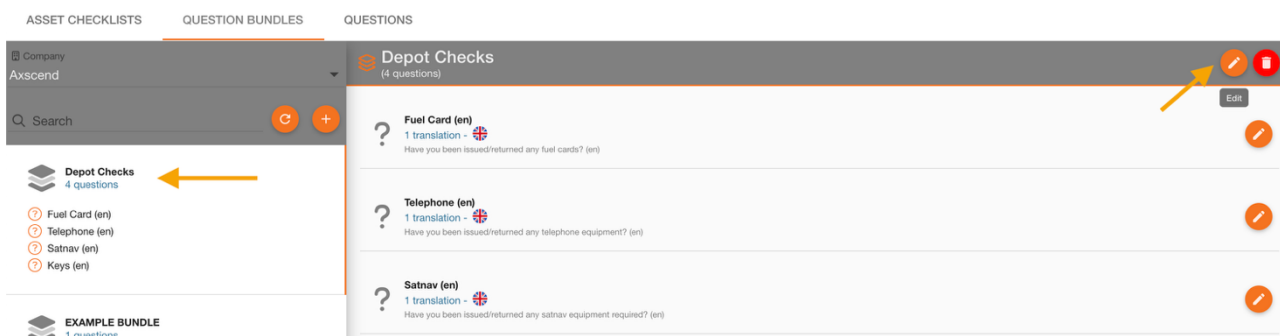 ASSET CHECKLISTS QUESTION BUNDLES QUESTIONS
Company
Axscend
Search
Depot Checks
4 questions
Fuel Card (en)
Telephone (en)
Satnav (en)
Keys (en)
EXAMPLE BUNDLE
1 questions
Depot Checks
(4 questions)
Edit
Fuel Card (en)
1 translation -
Have you been issued/returned any fuel cards? (en)
Telephone (en)
1 translation -
Have you been issued/returned any telephone equipment? (en)
Satnav (en)
1 translation -
Have you been issued/returned any satnav equipment required? (en)